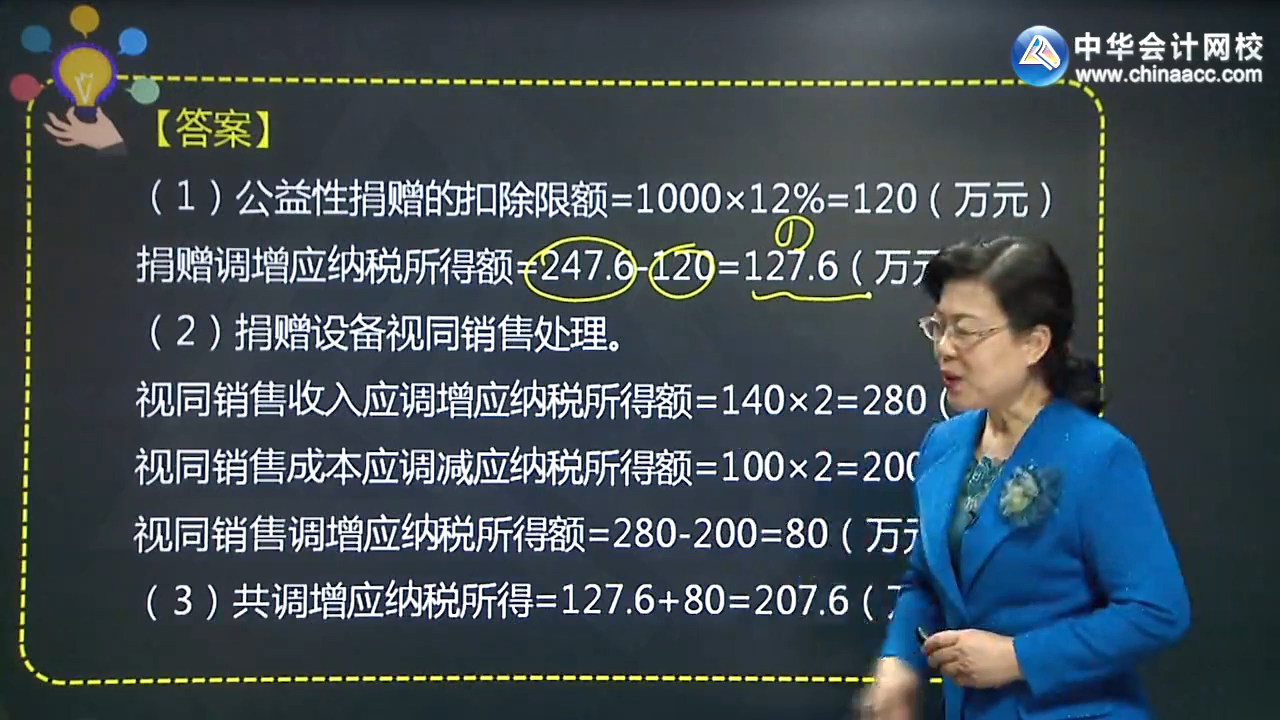 中华会计网校
www.chinaacc.com
【答案】
（1）公益性捐赠的扣除限额=1000×12%=120（万元）
捐赠调增应纳税所得额=247.6-120=127.6（万元
（2）捐赠设备视同销售处理。
视同销售收入应调增应纳税所得额=140×2=280（
视同销售成本应调减应纳税所得额=100×2=200
视同销售调增应纳税所得额=280-200=80（万元
（3）共调增应纳税所得=127.6+80=207.6（